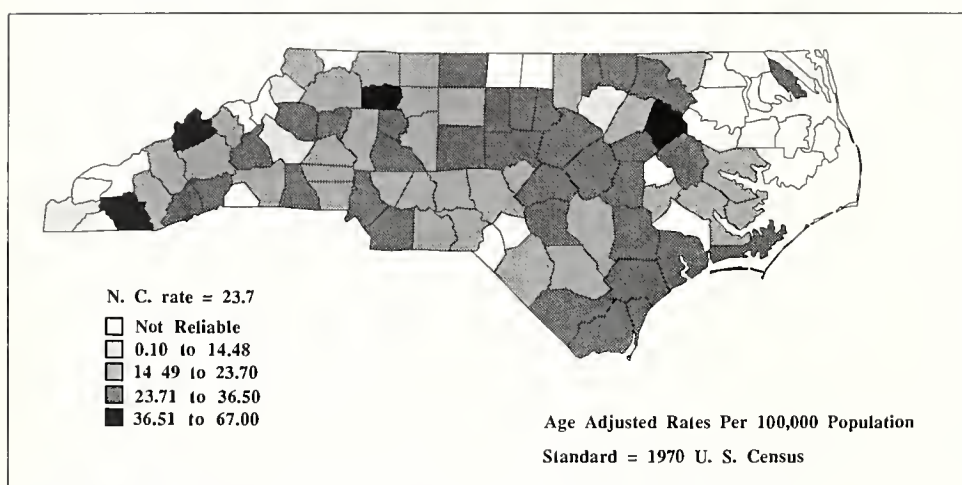 N. C. rate = 23.7
Not Reliable
0.10 to 14.48
14 49 to 23.70
23.71 to 36.50
36.51 to 67.00
Age Adjusted Rates Per 100,000 Population
Standard = 1970 U. S. Census